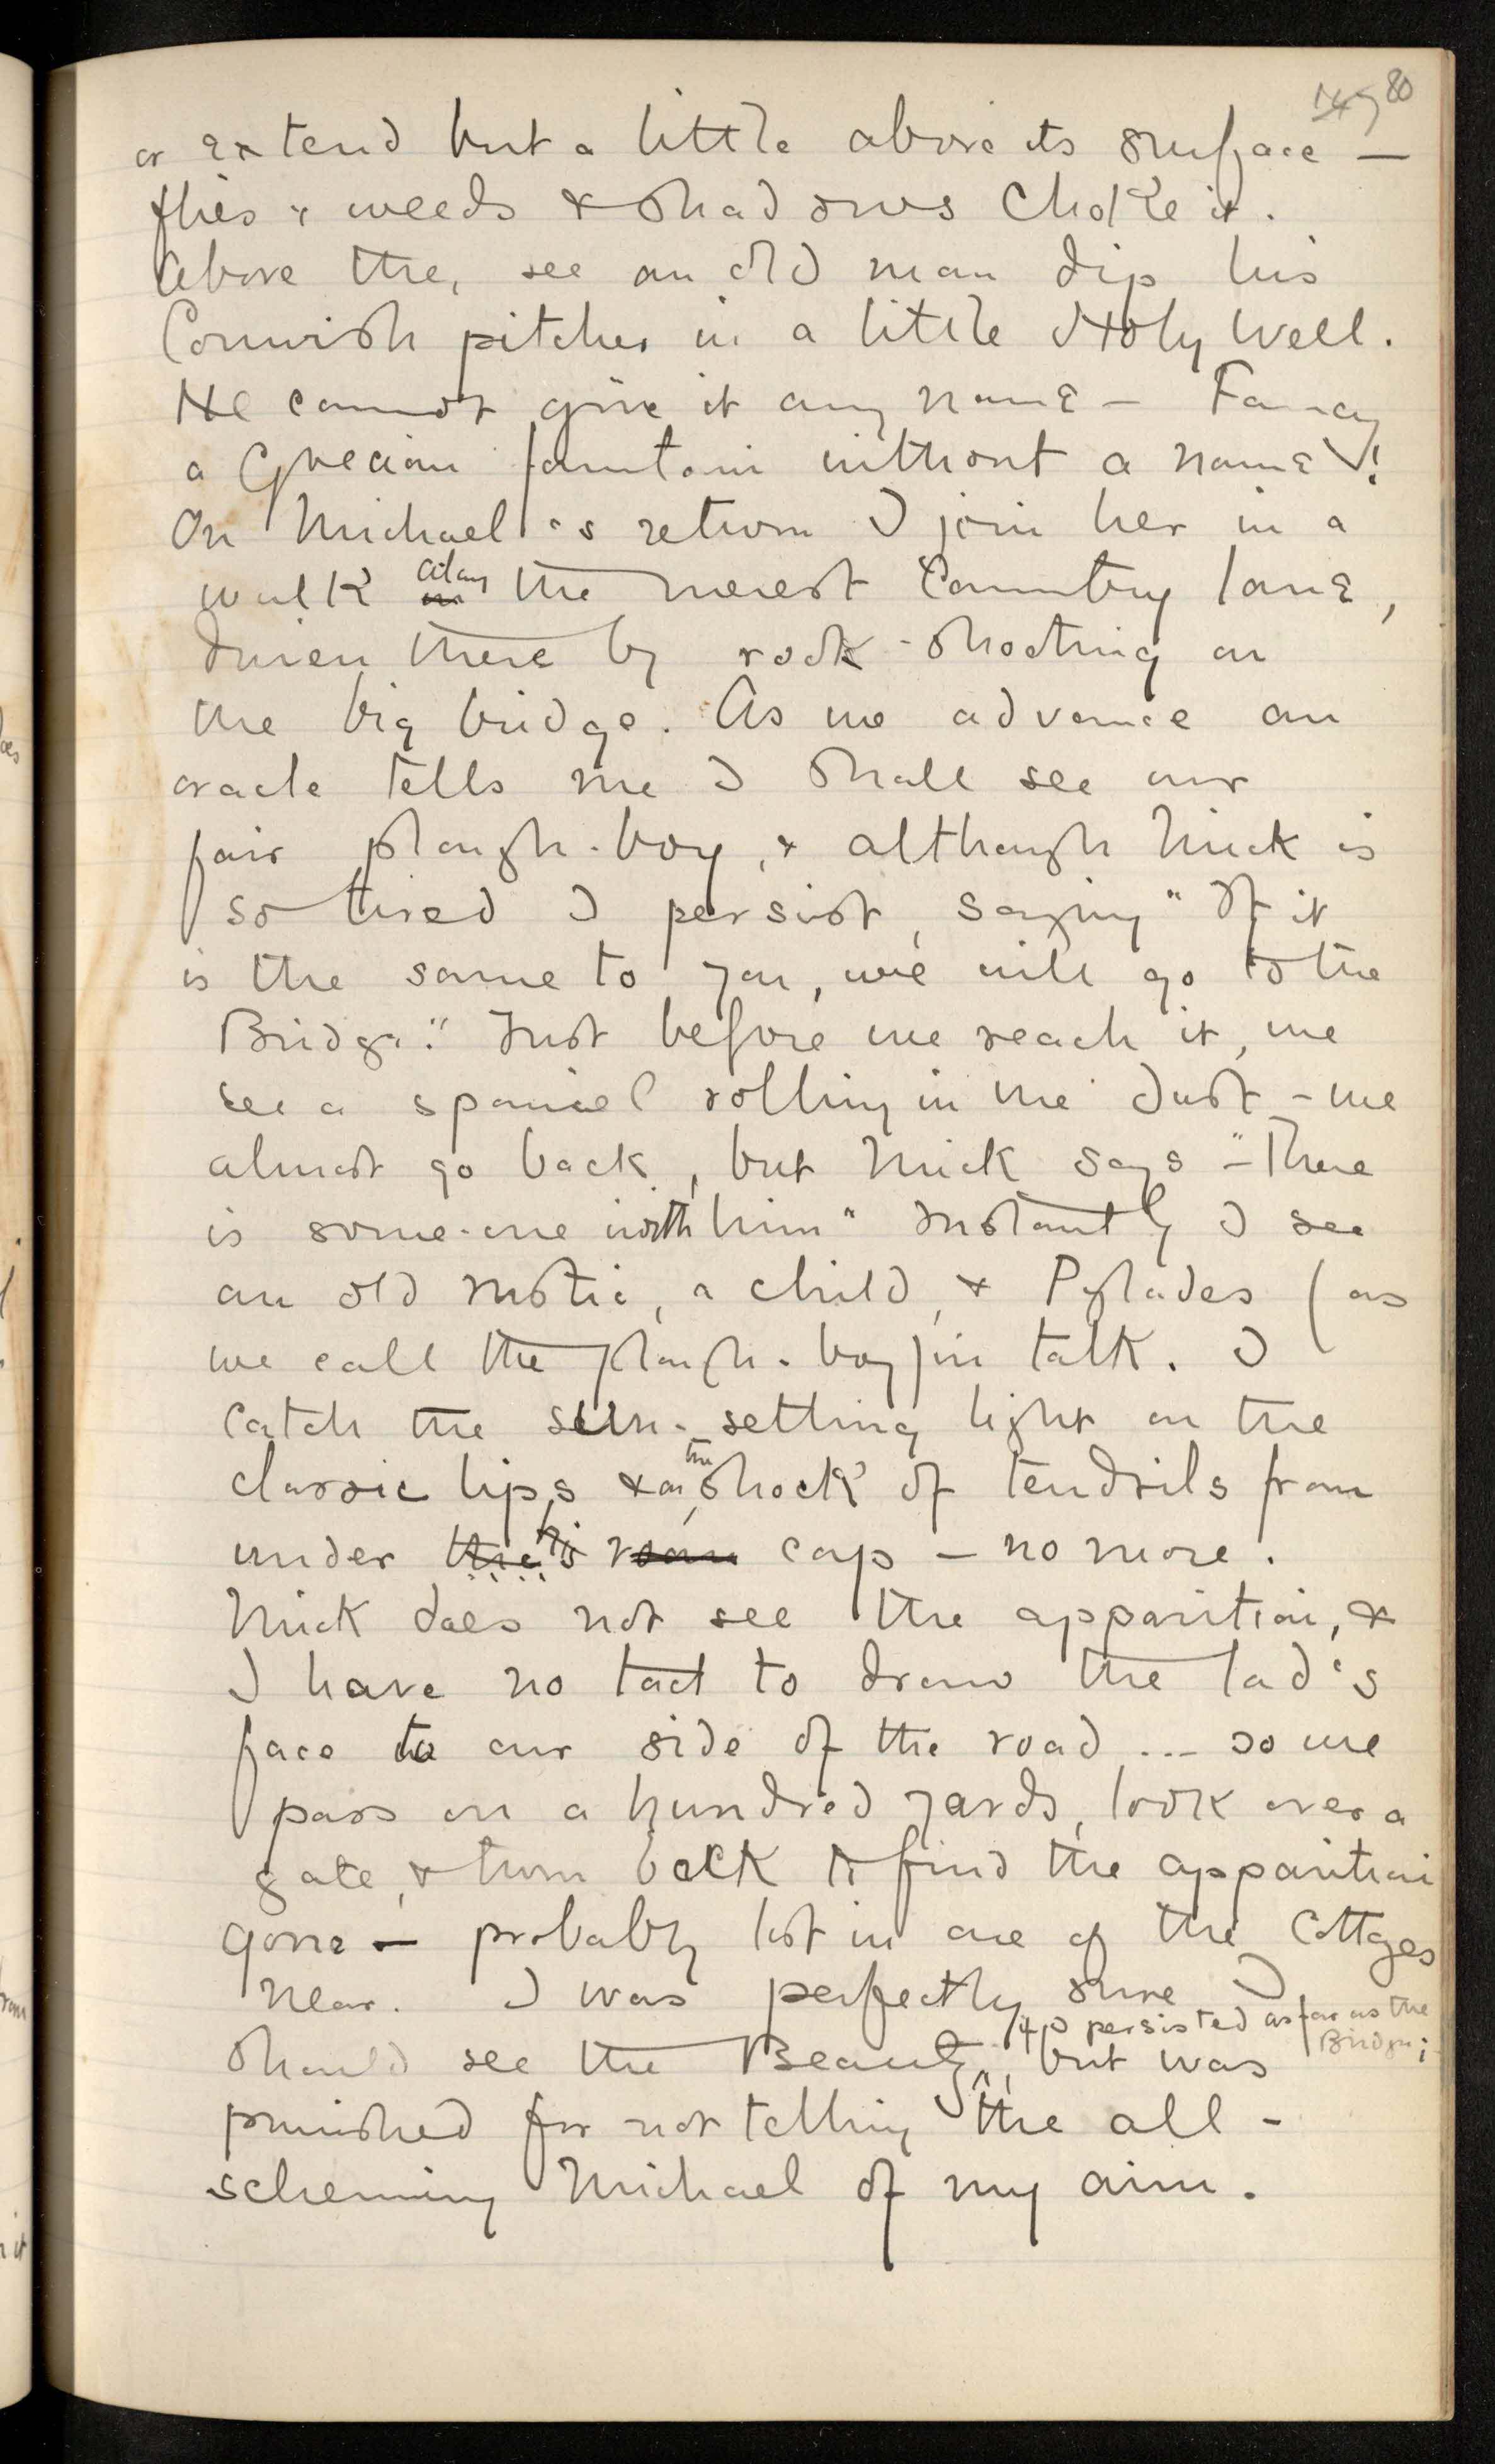 80
or extend but a little above its surface —
flies & weeds & shadows choke it.
Above the, see an old man dip his
Cornwish pitcher in a little Holy Well.
He cannot give it any name — Fancy
a Grecian fountain without a name!
On Michael's return I join her in a
walk on along the nearest Country lane,
driven there by rook-shooting on
the big bridge. As we advance an
oracle tells me I shall see our
fair plough-boy, & although Mick is
so tired I persist, saying "If it
is the same to you, we will go to the
Bridge." Just before we reach it, we
see a spaniel rolling in the dust – we
almost go back, but Mick says "There
is some-one with him" Instantly I see
an old rustic, a child, & Pylades (as
we call the plough-boy) in talk. I
catch the sun-setting light on the
classic lips & on the shock of tendrils from
under the his cap — no more.
Mick does not see the apparition, &
I have no tact to draw the lad's
face to our side of the road ... so we
pass on a hundred yards, look over a
gate, & turn back to find the apparition
gone — probably lost in one of the Cottages
near. I was perfectly sure I
should see the Beauty, & persisted as far as the Bridge; but was
punished for not telling the all-
scheming Michael of my aim.